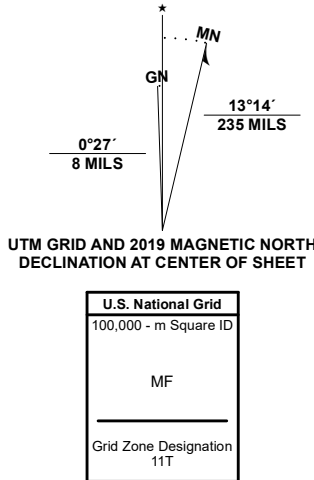 ★
MN
GN
13°14´
235 MILS
0°27´
8 MILS
UTM GRID AND 2019 MAGNETIC NORTH
DECLINATION AT CENTER OF SHEET
U.S. National Grid
100,000 - m Square ID
MF
Grid Zone Designation
11T